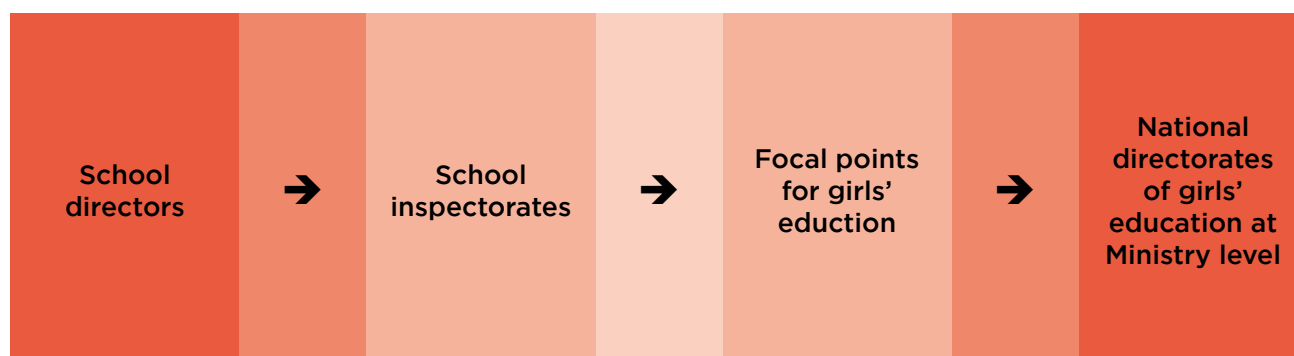 School
directors
➔
School
inspectorates
➔
Focal points
for girls’
eduction
➔
National
directorates
of girls’
education at
Ministry level